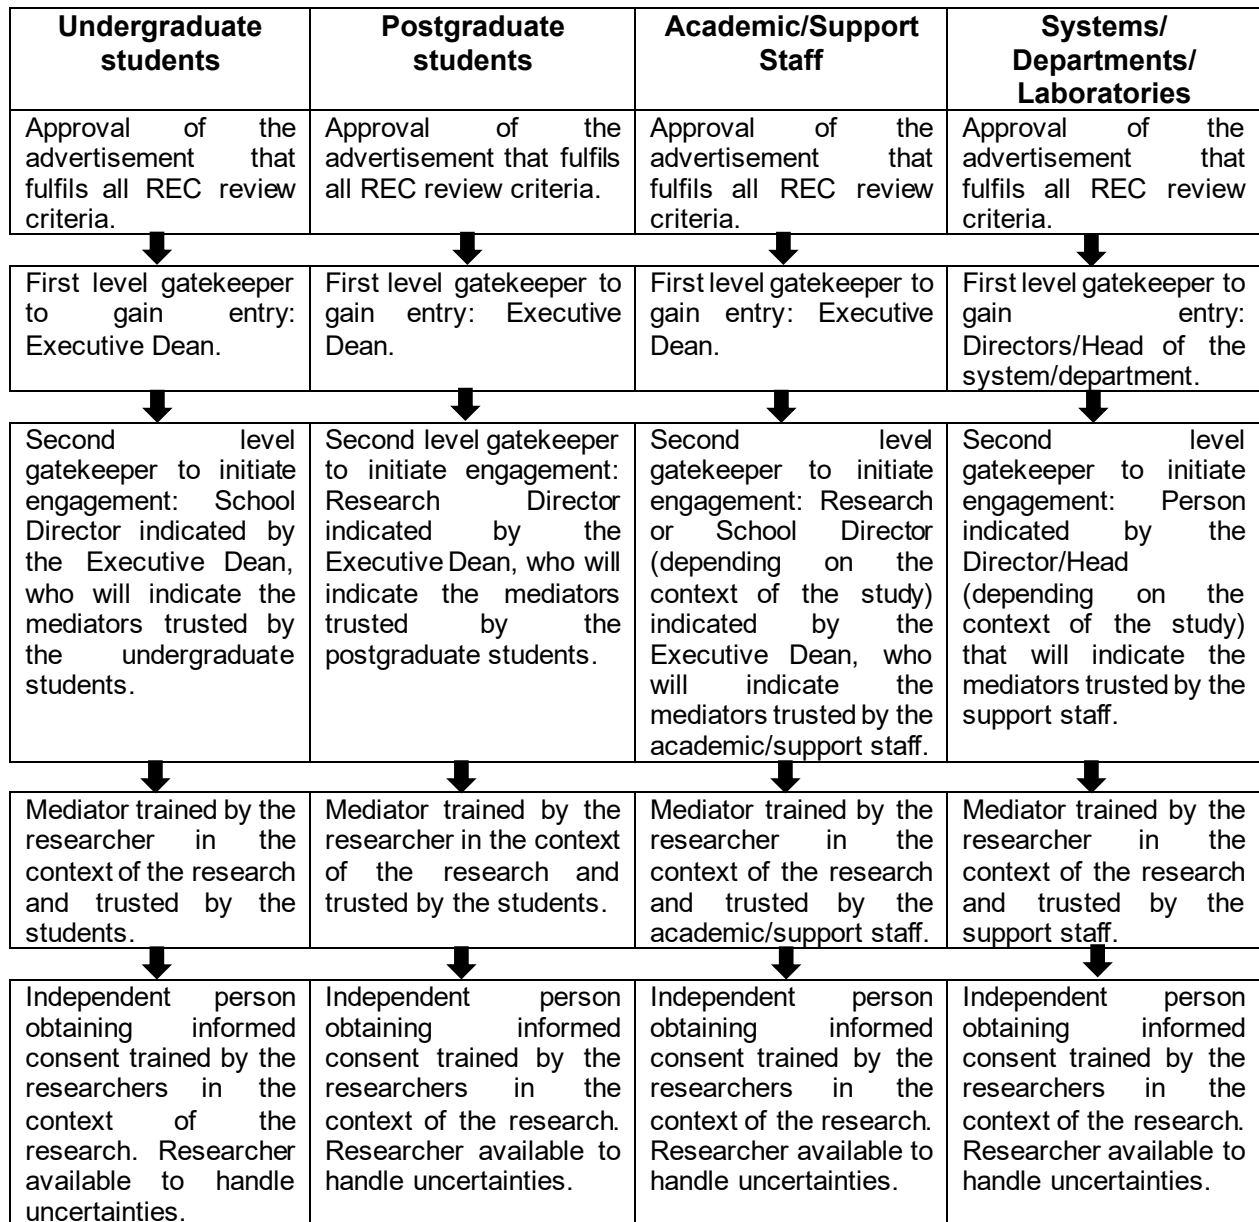 Undergraduate
students
Postgraduate
students
Academic/Support
Staff
Systems/
Departments/
Laboratories
Approval of the
advertisement that
fulfils all REC review
criteria.
Approval of the
advertisement that fulfils
all REC review criteria.
Approval of the
advertisement that
fulfils all REC review
criteria.
Approval of the
advertisement that
fulfils all REC review
criteria.
First level gatekeeper
to gain entry:
Executive Dean.
First level gatekeeper to
gain entry: Executive
Dean.
First level gatekeeper to
gain entry: Executive
Dean.
First level gatekeeper to
gain entry:
Directors/Head of the
system/department.
Second level
gatekeeper to initiate
engagement: School
Director indicated by
the Executive Dean,
who will indicate the
mediators trusted by
the undergraduate
students.
Second level gatekeeper
to initiate engagement:
Research Director
indicated by the
Executive Dean, who will
indicate the mediators
trusted by the
postgraduate students.
Second level
gatekeeper to initiate
engagement: Research
or School Director
(depending on the
context of the study)
indicated by the
Executive Dean, who
will indicate the
mediators trusted by the
academic/support staff.
Second level
gatekeeper to initiate
engagement: Person
indicated by the
Director/Head
(depending on the
context of the study)
that will indicate the
mediators trusted by the
support staff.
Mediator trained by the
researcher in the
context of the research
and trusted by the
students.
Mediator trained by the
researcher in the context
of the research and
trusted by the students.
Mediator trained by the
researcher in the
context of the research
and trusted by the
academic/support staff.
Mediator trained by the
researcher in the
context of the research
and trusted by the
support staff.
Independent person
obtaining informed
consent trained by the
researchers in the
context of the
research. Researcher
available to handle
uncertainties.
Independent person
obtaining informed
consent trained by the
researchers in the
context of the research.
Researcher available to
handle uncertainties.
Independent person
obtaining informed
consent trained by the
researchers in the
context of the research.
Researcher available to
handle uncertainties.
Independent person
obtaining informed
consent trained by the
researchers in the
context of the research.
Researcher available to
handle uncertainties.